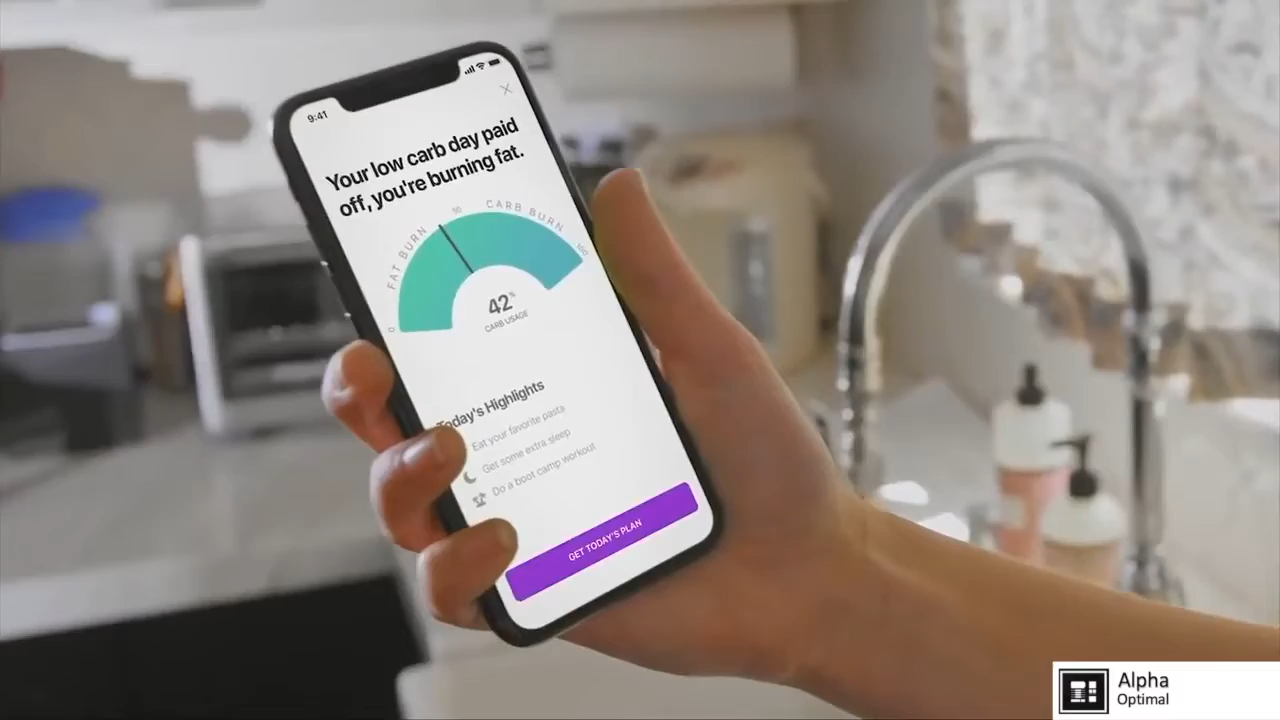 9:41
Your low carb day paid
off, you're burning fat.
FAT BURN
CARB BURN
0
50
100
42%
CARB USAGE
Today's Highlights
Eat your favorite pasta
Get some extra sleep
Do a boot camp workout
GET TODAY'S PLAN
Alpha
Optimal